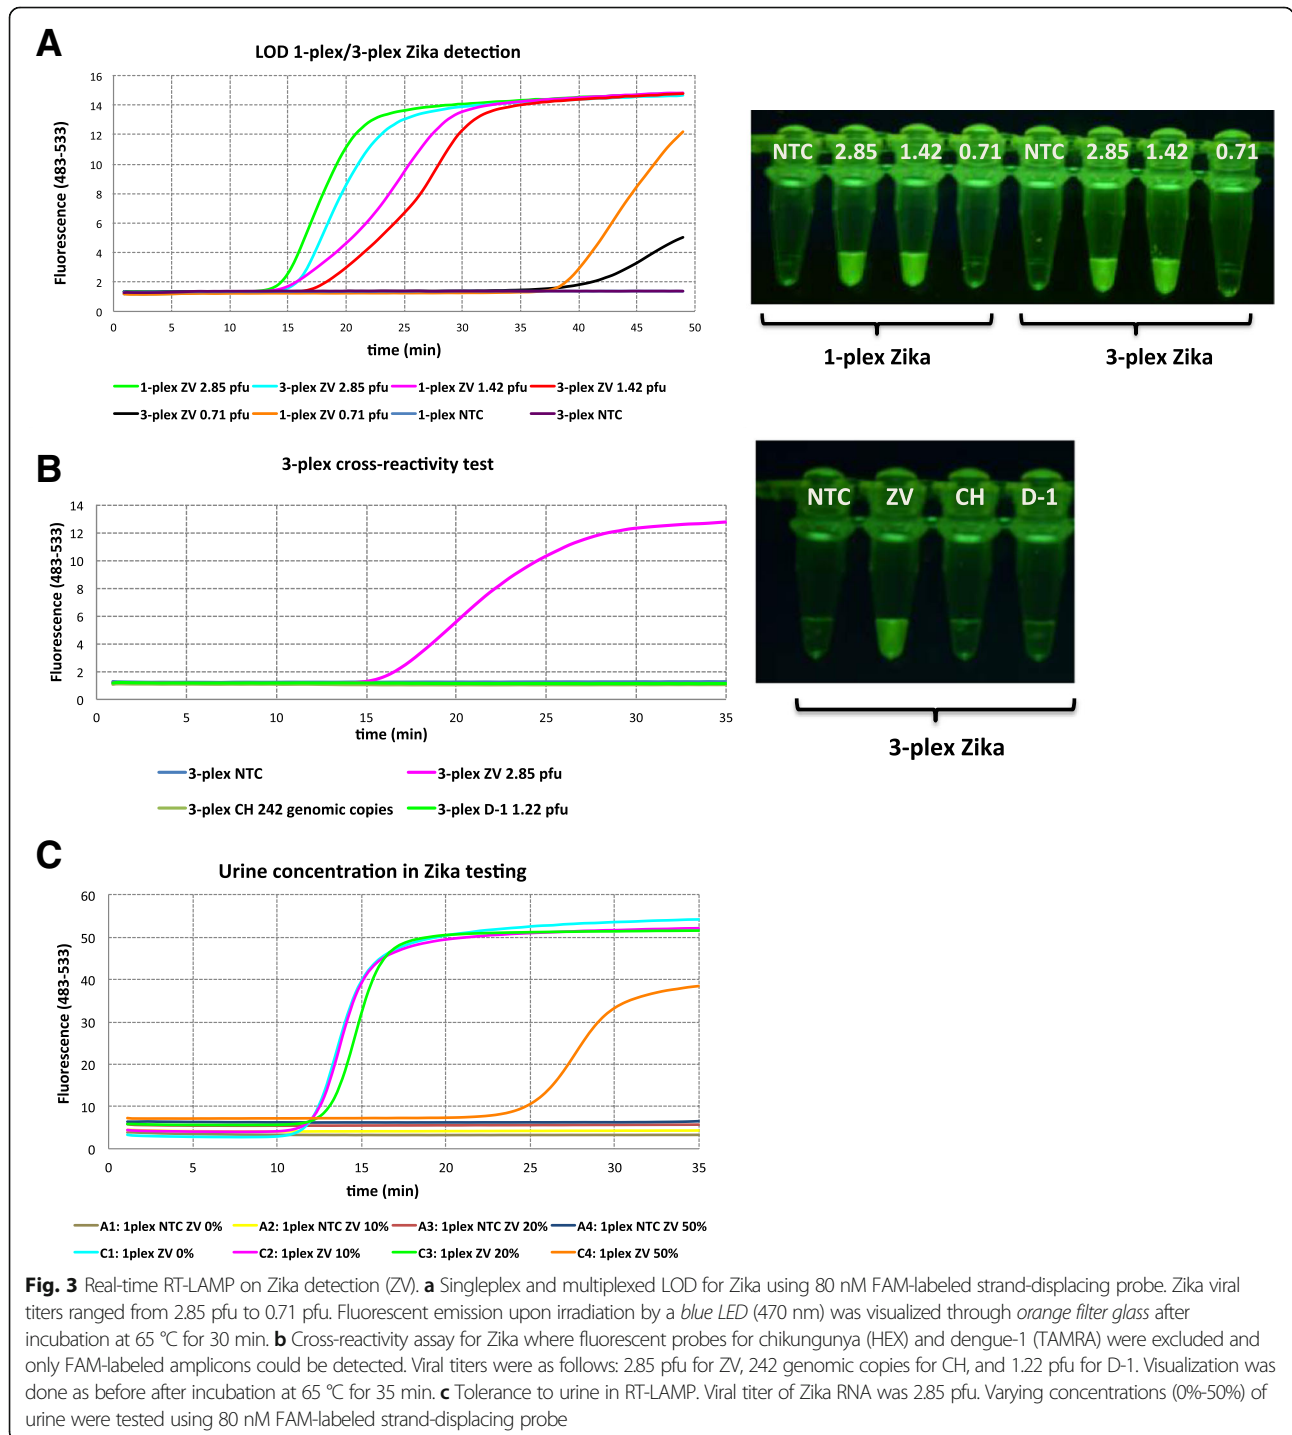 A
LOD 1-plex/3-plex Zika detection
Fluorescence (483-533)
16
14
12
10
8
6
4
2
0
0 5 10 15 20 25 30 35 40 45 50
time (min)
1-plex ZV 2.85 pfu 3-plex ZV 2.85 pfu 1-plex ZV 1.42 pfu 3-plex ZV 1.42 pfu
3-plex ZV 0.71 pfu 1-plex ZV 0.71 pfu 1-plex NTC 3-plex NTC
NTC 2.85 1.42 0.71 NTC 2.85 1.42 0.71
1-plex Zika 3-plex Zika
B
3-plex cross-reactivity test
Fluorescence (483-533)
14
12
10
8
6
4
2
0
0 5 10 15 20 25 30 35
time (min)
3-plex NTC 3-plex ZV 2.85 pfu
3-plex CH 242 genomic copies 3-plex D-1 1.22 pfu
NTC ZV CH D-1
3-plex Zika
C
Urine concentration in Zika testing
Fluorescence (483-533)
60
50
40
30
20
10
0
0 5 10 15 20 25 30 35
time (min)
A1: 1plex NTC ZV 0% A2: 1plex NTC ZV 10% A3: 1plex NTC ZV 20% A4: 1plex NTC ZV 50%
C1: 1plex ZV 0% C2: 1plex ZV 10% C3: 1plex ZV 20% C4: 1plex ZV 50%
Fig. 3 Real-time RT-LAMP on Zika detection (ZV). a Singleplex and multiplexed LOD for Zika using 80 nM FAM-labeled strand-displacing probe. Zika viral
titers ranged from 2.85 pfu to 0.71 pfu. Fluorescent emission upon irradiation by a blue LED (470 nm) was visualized through orange filter glass after
incubation at 65 °C for 30 min. b Cross-reactivity assay for Zika where fluorescent probes for chikungunya (HEX) and dengue-1 (TAMRA) were excluded and
only FAM-labeled amplicons could be detected. Viral titers were as follows: 2.85 pfu for ZV, 242 genomic copies for CH, and 1.22 pfu for D-1. Visualization was
done as before after incubation at 65 °C for 35 min. c Tolerance to urine in RT-LAMP. Viral titer of Zika RNA was 2.85 pfu. Varying concentrations (0%-50%) of
urine were tested using 80 nM FAM-labeled strand-displacing probe